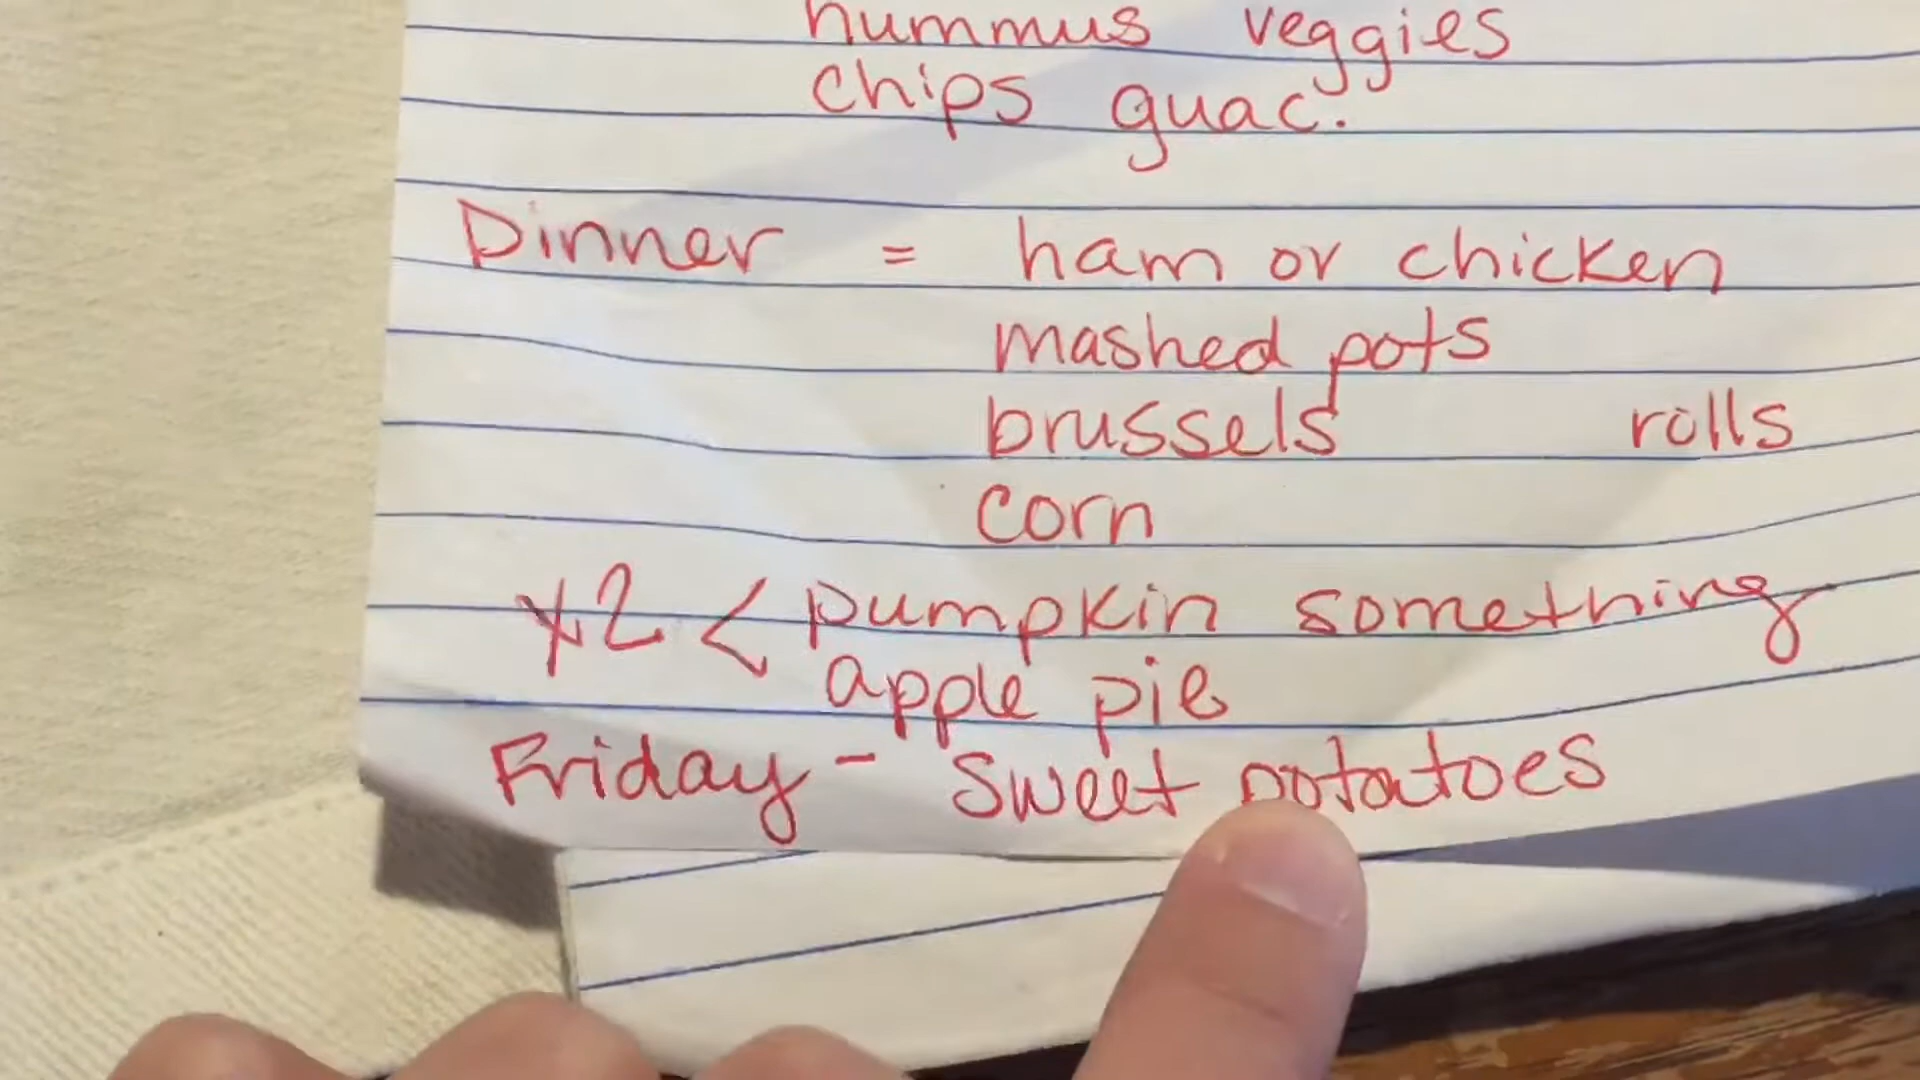 hummus veggies
chips guac.
Dinner = ham or chicken
mashed pots
brussels rolls
corn
x2 < pumpkin something
apple pie
Friday - sweet potatoes